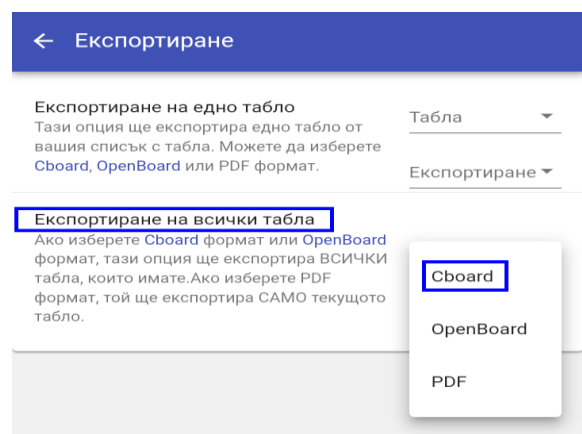 Експортиране
Експортиране на едно табло
Тази опция ще експортира едно табло от
вашия списък с табла. Можете да изберете
Cboard, OpenBoard или PDF формат.
Табла
Експортиране
Експортиране на всички табла
Ако изберете Cboard формат или OpenBoard
формат, тази опция ще експортира ВСИЧКИ
табла, които имате.Ако изберете PDF
формат, той ще експортира САМО текущото
табло.
Cboard
OpenBoard
PDF